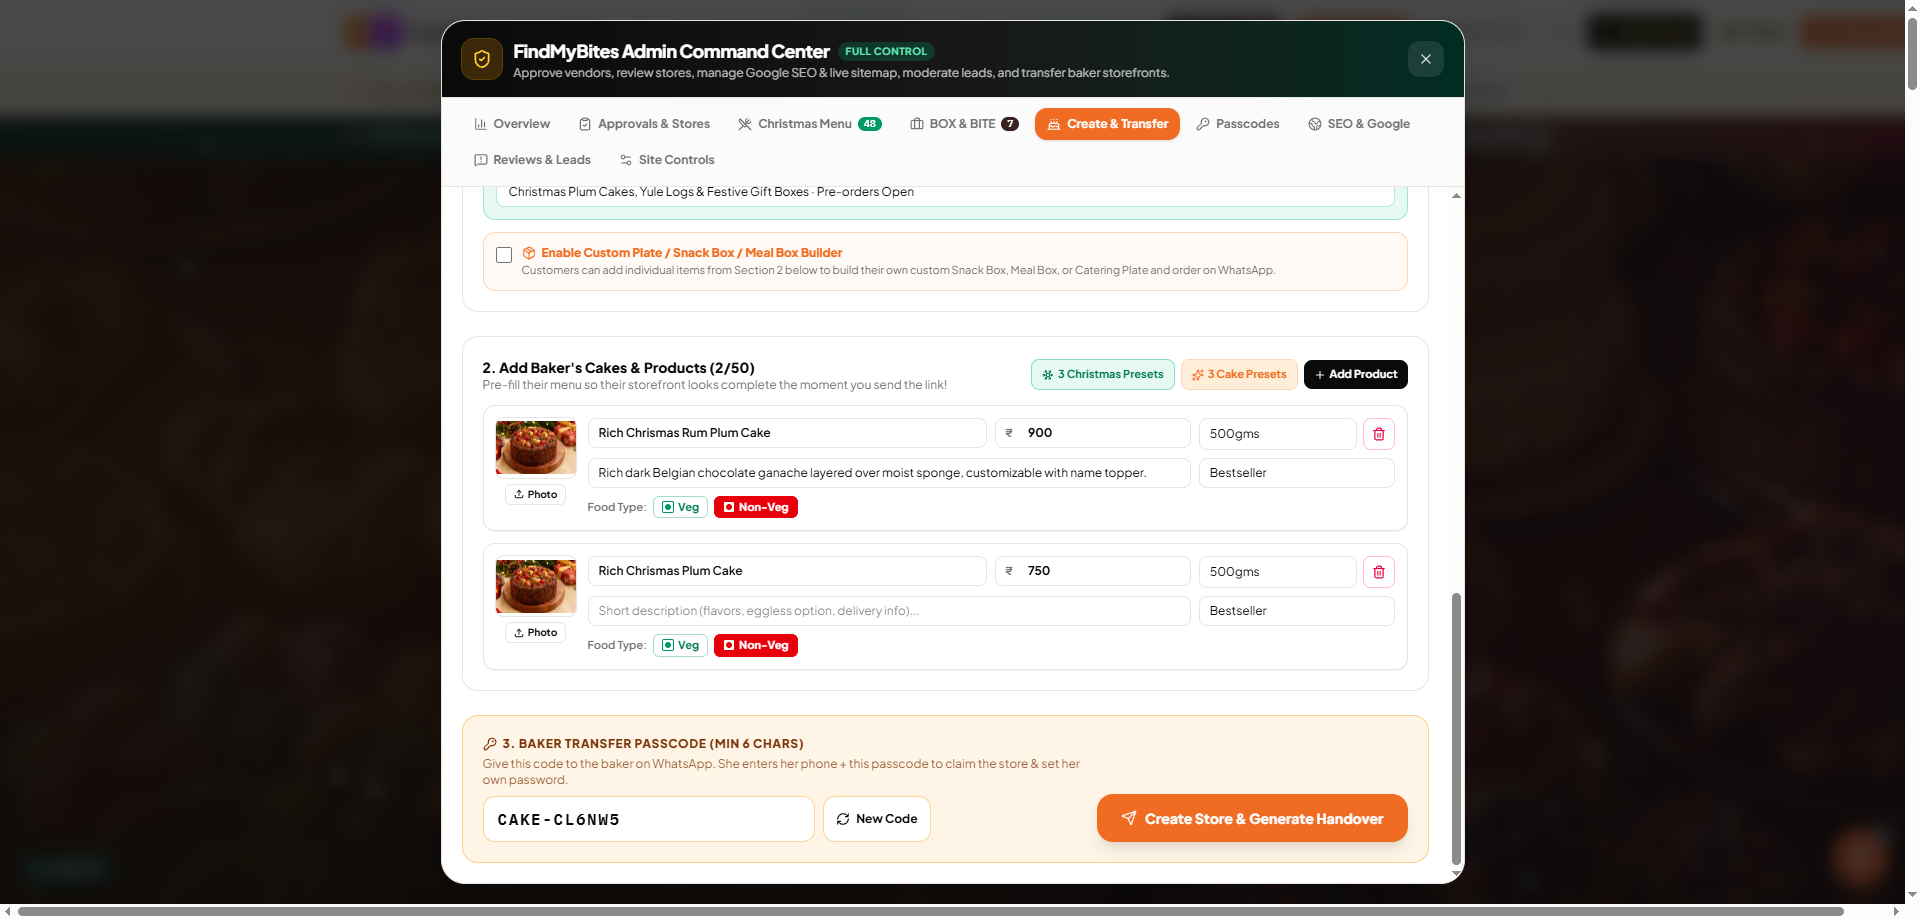 FindMyBites Admin Command Center FULL CONTROL
Approve vendors, review stores, manage Google SEO & live sitemap, moderate leads, and transfer baker storefronts.
Overview Approvals & Stores Christmas Menu 48 BOX & BITE 7 Create & Transfer Passcodes SEO & Google
Reviews & Leads Site Controls
Christmas Plum Cakes, Yule Logs & Festive Gift Boxes · Pre-orders Open
Enable Custom Plate / Snack Box / Meal Box Builder
Customers can add individual items from Section 2 below to build their own custom Snack Box, Meal Box, or Catering Plate and order on WhatsApp.
2. Add Baker's Cakes & Products (2/50)
Pre-fill their menu so their storefront looks complete the moment you send the link!
3 Christmas Presets 3 Cake Presets + Add Product
Rich Chrismas Rum Plum Cake ₹ 900 500gms
Rich dark Belgian chocolate ganache layered over moist sponge, customizable with name topper. Bestseller
Photo
Food Type: Veg Non-Veg
Rich Chrismas Plum Cake ₹ 750 500gms
Short description (flavors, eggless option, delivery info)... Bestseller
Photo
Food Type: Veg Non-Veg
3. BAKER TRANSFER PASSCODE (MIN 6 CHARS)
Give this code to the baker on WhatsApp. She enters her phone + this passcode to claim the store & set her
own password.
CAKE-CL6NW5 New Code Create Store & Generate Handover